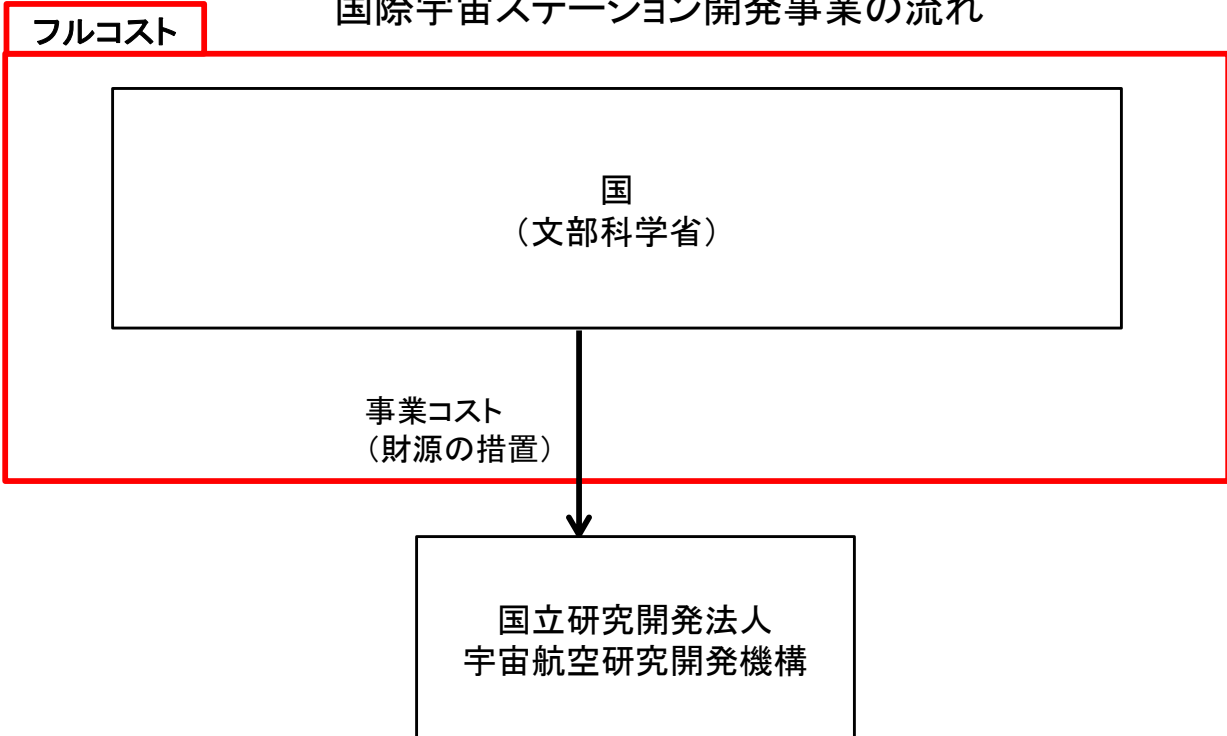 国際宇宙ステーション開発事業の流れ
フルコスト
国
（文部科学省）
事業コスト
（財源の措置）
国立研究開発法人
宇宙航空研究開発機構